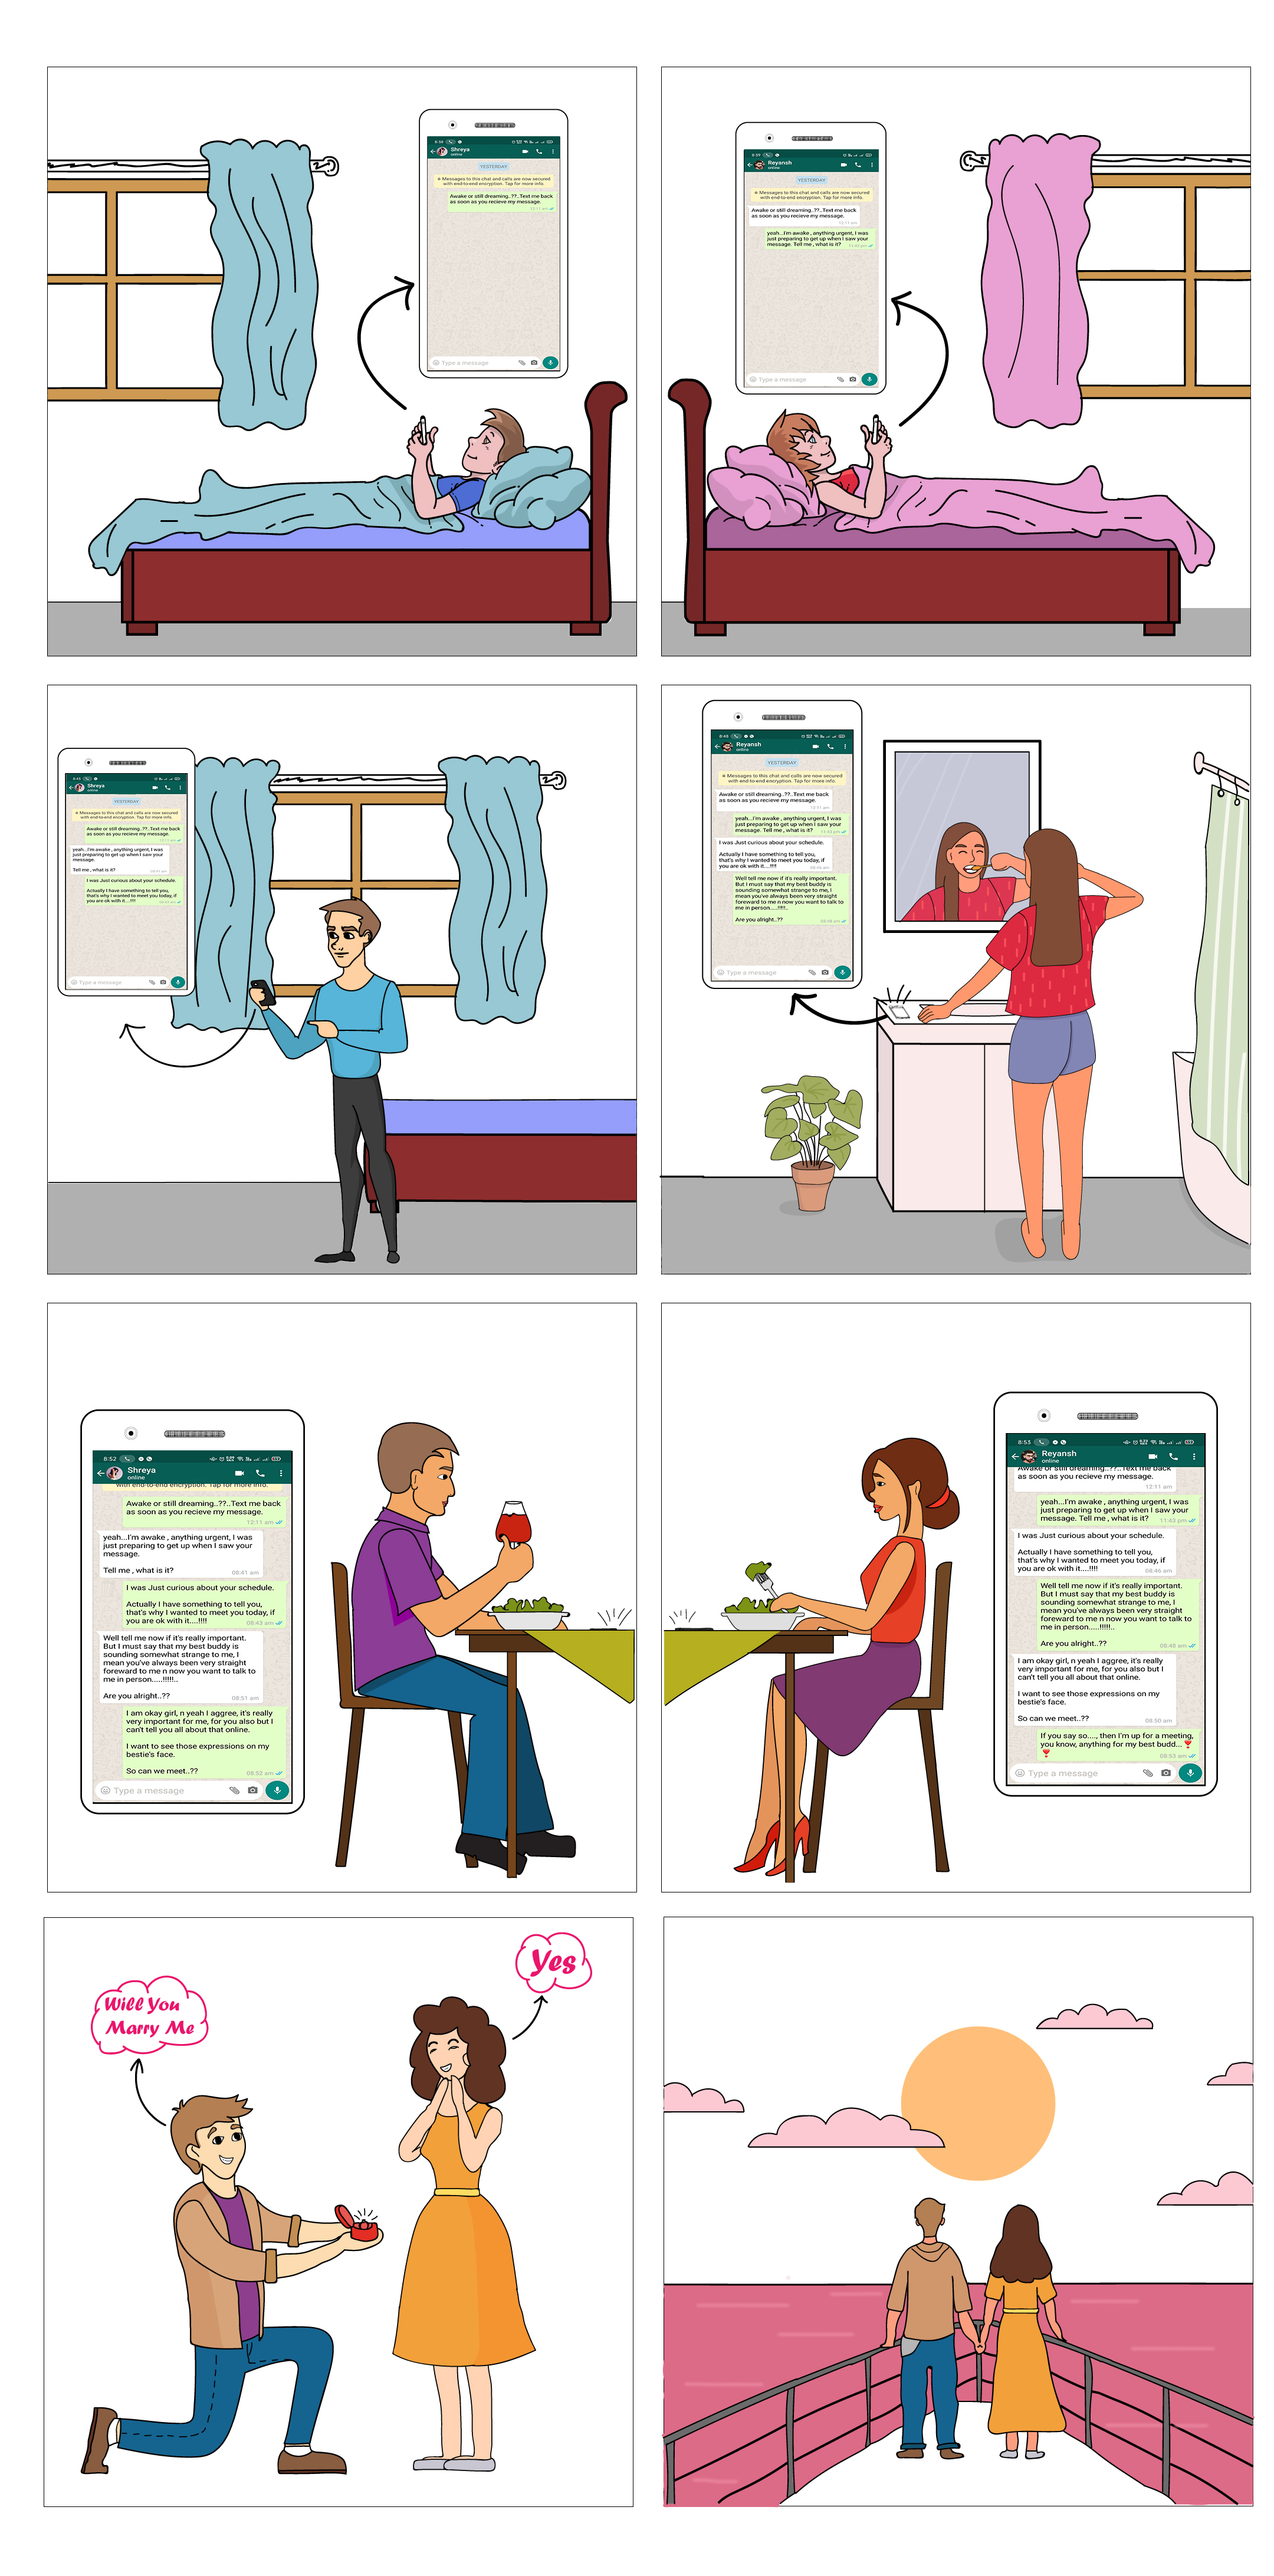 8:58
Shreya
online
YESTERDAY
Messages to this chat and calls are now secured
with end-to-end encryption. Tap for more info.
Awake or still dreaming..??..Text me back
as soon as you recieve my message.
Type a message
8:59
Reyansh
online
YESTERDAY
Messages to this chat and calls are now secured
with end-to-end encryption. Tap for more info.
Awake or still dreaming..??..Text me back
as soon as you recieve my message.
yeah...I'm awake , anything urgent, I was
just preparing to get up when I saw your
message. Tell me , what is it?
11:43 pm
Type a message
8:45
Shreya
online
YESTERDAY
Messages to this chat and calls are now secured
with end-to-end encryption. Tap for more info.
Awake or still dreaming..??..Text me back
as soon as you recieve my message.
yeah...I'm awake , anything urgent, I was
just preparing to get up when I saw your
message.
Tell me , what is it?
08:41 am
I was Just curious about your schedule.
Actually I have something to tell you,
that's why I wanted to meet you today, if
you are ok with it....!!!!
08:43 am
Type a message
8:49
Reyansh
online
YESTERDAY
Messages to this chat and calls are now secured
with end-to-end encryption. Tap for more info.
Awake or still dreaming..??..Text me back
as soon as you recieve my message.
12:11 am
yeah...I'm awake , anything urgent, I was
just preparing to get up when I saw your
message. Tell me , what is it?
11:43 pm
I was Just curious about your schedule.
Actually I have something to tell you,
that's why I wanted to meet you today, if
you are ok with it....!!!!
08:46 am
Well tell me now if it's really important.
But I must say that my best buddy is
sounding somewhat strange to me, I
mean you've always been very straight
foreword to me n now you want to talk to
me in person.....!!!!!..
Are you alright..??
08:48 am
Type a message
8:52
Shreya
online
with end-to-end encryption. Tap for more info.
Awake or still dreaming..??..Text me back
as soon as you recieve my message.
12:11 am
yeah...I'm awake , anything urgent, I was
just preparing to get up when I saw your
message.
Tell me , what is it?
08:41 am
I was Just curious about your schedule.
Actually I have something to tell you,
that's why I wanted to meet you today, if
you are ok with it....!!!!
08:43 am
Well tell me now if it's really important.
But I must say that my best buddy is
sounding somewhat strange to me, I
mean you've always been very straight
foreward to me n now you want to talk to
me in person.....!!!!!..
Are you alright..??
08:51 am
I am okay girl, n yeah I aggree, it's really
very important for me, for you also but I
can't tell you all about that online.
I want to see those expressions on my
bestie's face.
So can we meet..??
08:52 am
Type a message
8:53
Reyansh
online
Awake or still dreaming..??..Text me back
as soon as you recieve my message.
12:11 am
yeah...I'm awake , anything urgent, I was
just preparing to get up when I saw your
message. Tell me , what is it?
11:43 pm
I was Just curious about your schedule.
Actually I have something to tell you,
that's why I wanted to meet you today, if
you are ok with it....!!!!
08:46 am
Well tell me now if it's really important.
But I must say that my best buddy is
sounding somewhat strange to me, I
mean you've always been very straight
foreword to me n now you want to talk to
me in person.....!!!!!..
Are you alright..??
08:48 am
I am okay girl, n yeah I aggree, it's really
very important for me, for you also but I
can't tell you all about that online.
I want to see those expressions on my
bestie's face.
So can we meet..??
08:50 am
If you say so...., then I'm up for a meeting,
you know, anything for my best budd...❣️
❣️
08:53 am
Type a message
Will You
Marry Me
Yes